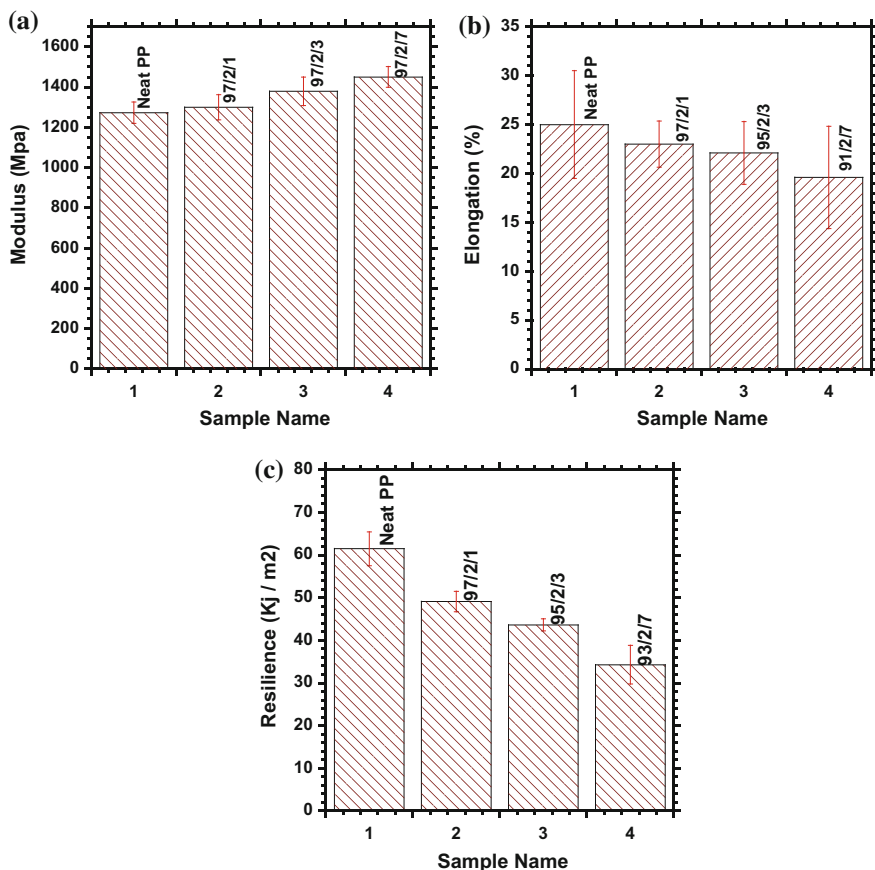 (a)
1600
1400
1200
1000
800
600
400
200
0
Modulus (Mpa)
Neat PP
97/2/1
97/2/3
97/2/7
1 2 3 4
Sample Name
(b)
35
30
25
20
15
10
5
0
Elongation (%)
Neat PP
97/2/1
95/2/3
91/2/7
1 2 3 4
Sample Name
(c)
80
70
60
50
40
30
20
10
0
Resilience (Kj / m2)
Neat PP
97/2/1
95/2/3
93/2/7
1 2 3 4
Sample Name